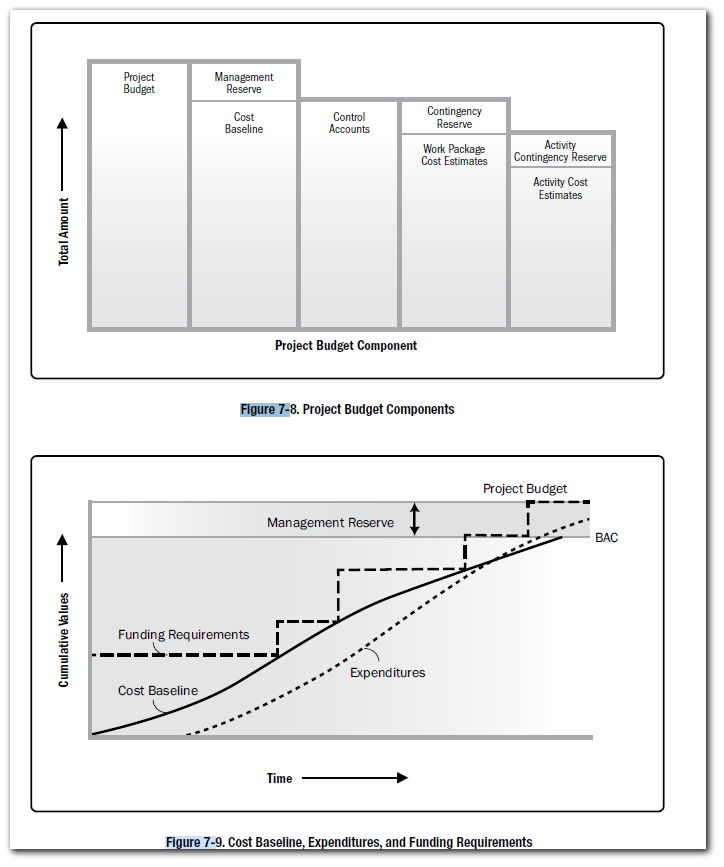 Project
Budget
Management
Reserve
Cost
Baseline
Control
Accounts
Contingency
Reserve
Work Package
Cost Estimates
Activity
Contingency Reserve
Activity Cost
Estimates
Total Amount
Project Budget Component
Figure 7-8. Project Budget Components
Project Budget
Management Reserve
BAC
Cumulative Values
Funding Requirements
Expenditures
Cost Baseline
Time
Figure 7-9. Cost Baseline, Expenditures, and Funding Requirements